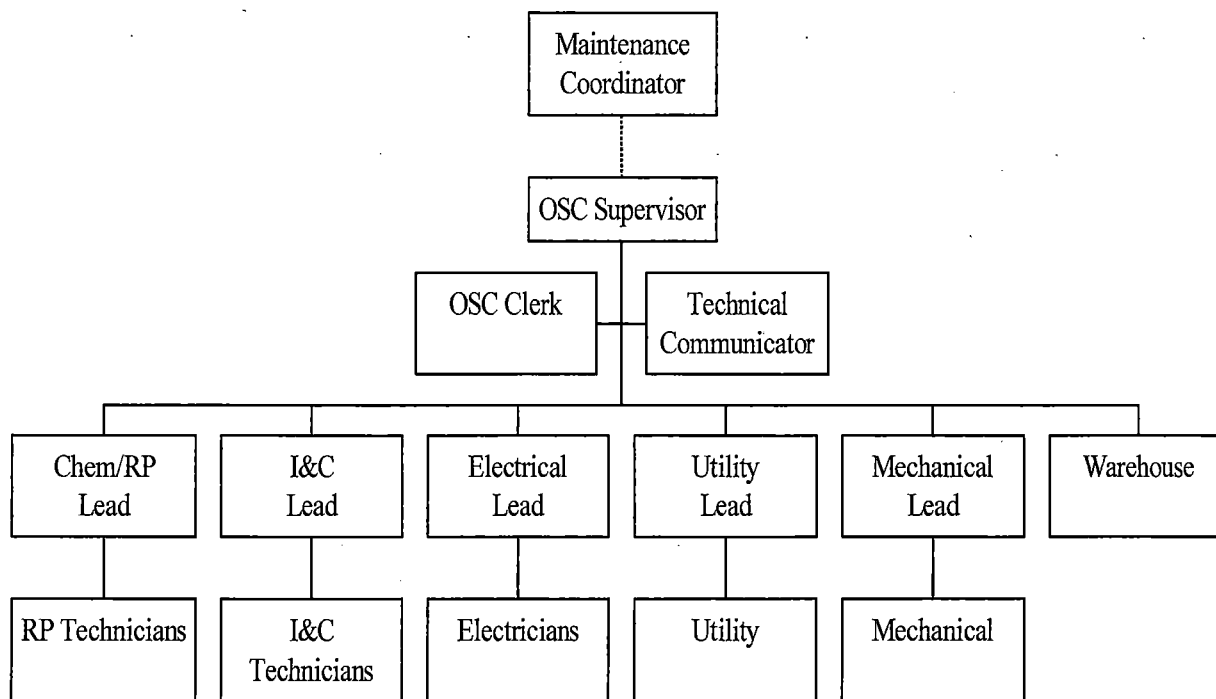 Maintenance
Coordinator
OSC Supervisor
OSC Clerk
Technical
Communicator
Chem/RP
Lead
I&C
Lead
Electrical
Lead
Utility
Lead
Mechanical
Lead
Warehouse
RP Technicians
I&C
Technicians
Electricians
Utility
Mechanical